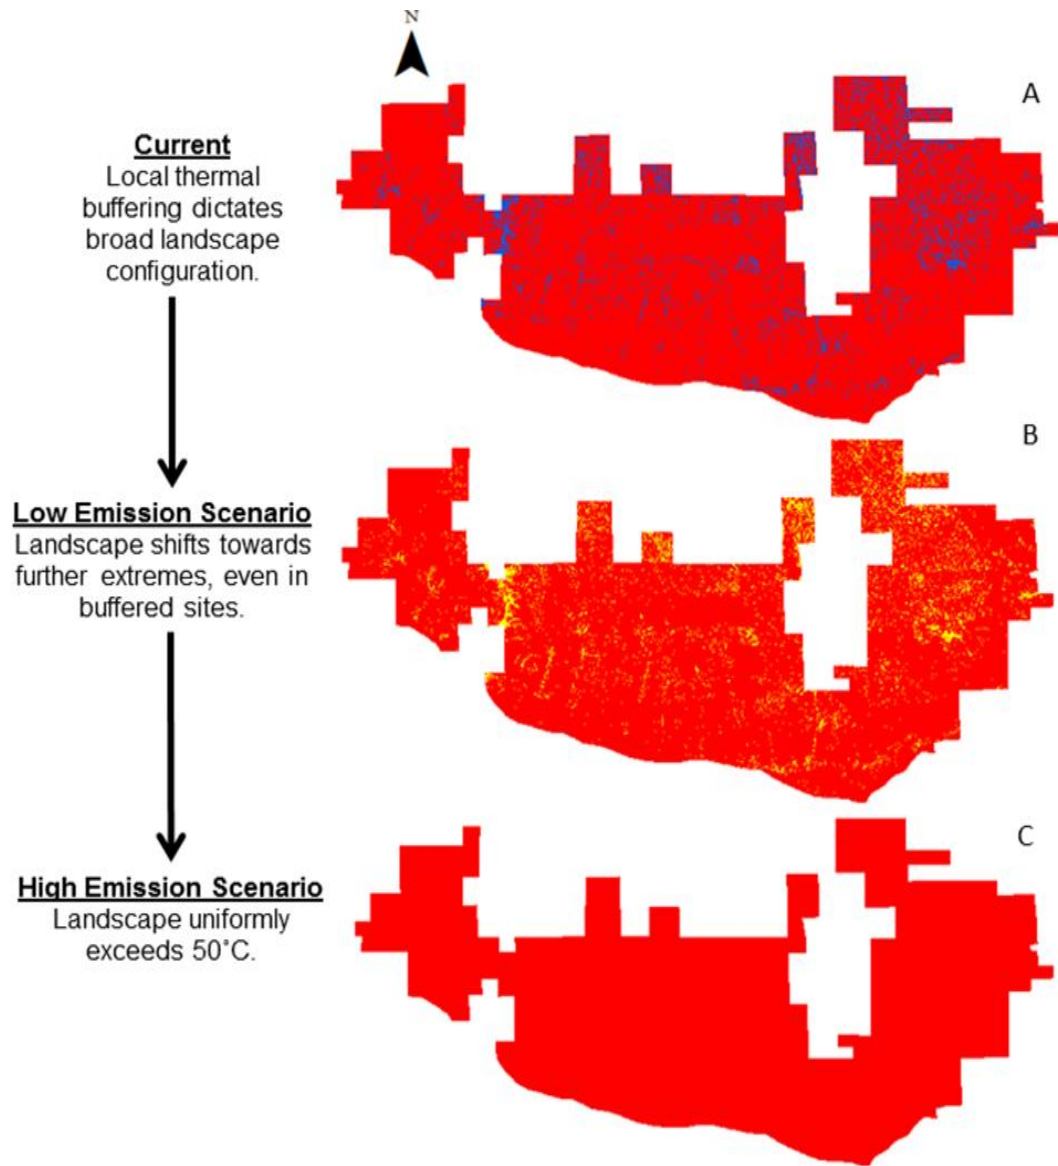 N
A
Current
Local thermal
buffering dictates
broad landscape
configuration.
B
Low Emission Scenario
Landscape shifts towards
further extremes, even in
buffered sites.
C
High Emission Scenario
Landscape uniformly
exceeds 50˚C.